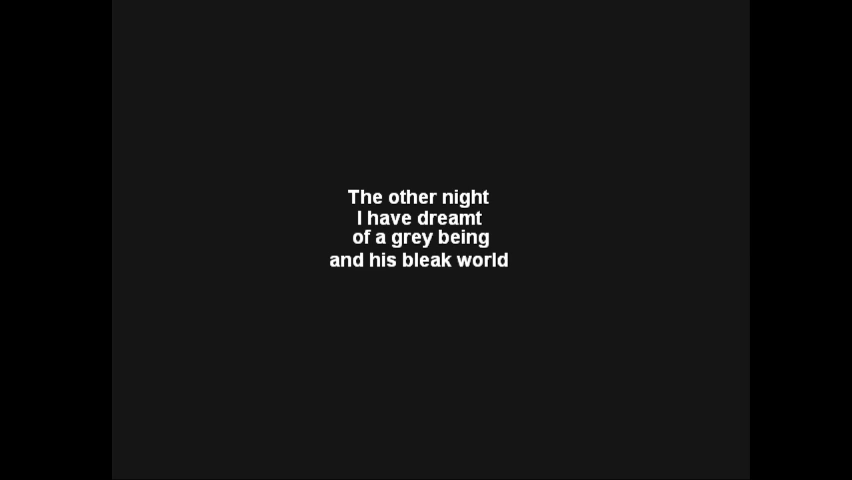 The other night
I have dreamt
of a grey being
and his bleak world